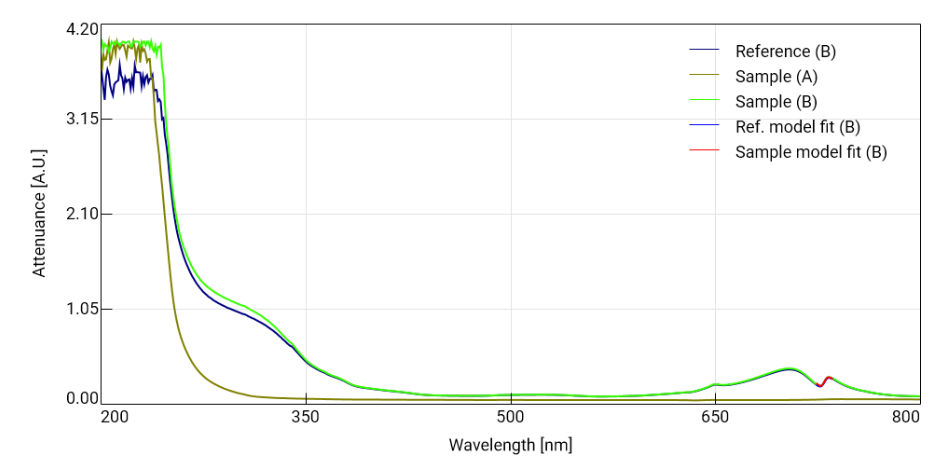 4.20
Reference (B)
Sample (A)
Sample (B)
Ref. model fit (B)
Sample model fit (B)
3.15
2.10
1.05
0.00
Attenuance [A.U.]
200 350 500 650 800
Wavelength [nm]